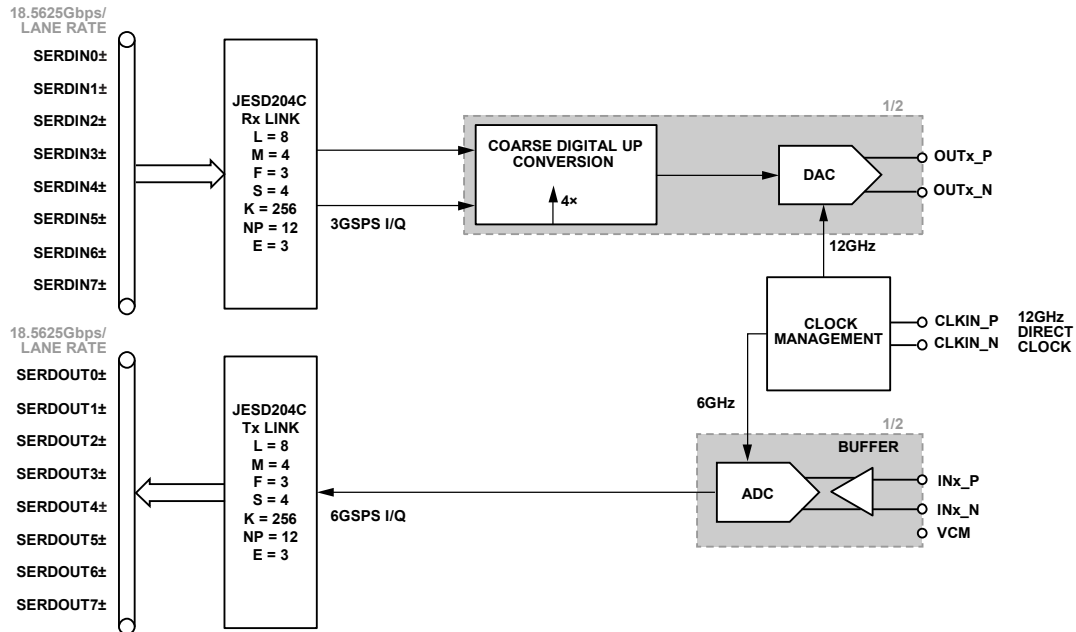 18.5625Gbps/
LANE RATE
SERDIN0±
SERDIN1±
SERDIN2±
SERDIN3±
SERDIN4±
SERDIN5±
SERDIN6±
SERDIN7±
JESD204C
Rx LINK
L = 8
M = 4
F = 3
S = 4
K = 256
NP = 12
E = 3
3GSPS I/Q
1/2
COARSE DIGITAL UP
CONVERSION
4×
DAC
OUTx_P
OUTx_N
12GHz
CLOCK
MANAGEMENT
CLKIN_P
CLKIN_N
12GHz
DIRECT
CLOCK
18.5625Gbps/
LANE RATE
SERDOUT0±
SERDOUT1±
SERDOUT2±
SERDOUT3±
SERDOUT4±
SERDOUT5±
SERDOUT6±
SERDOUT7±
JESD204C
Tx LINK
L = 8
M = 4
F = 3
S = 4
K = 256
NP = 12
E = 3
6GSPS I/Q
6GHz
1/2
BUFFER
ADC
INx_P
INx_N
VCM